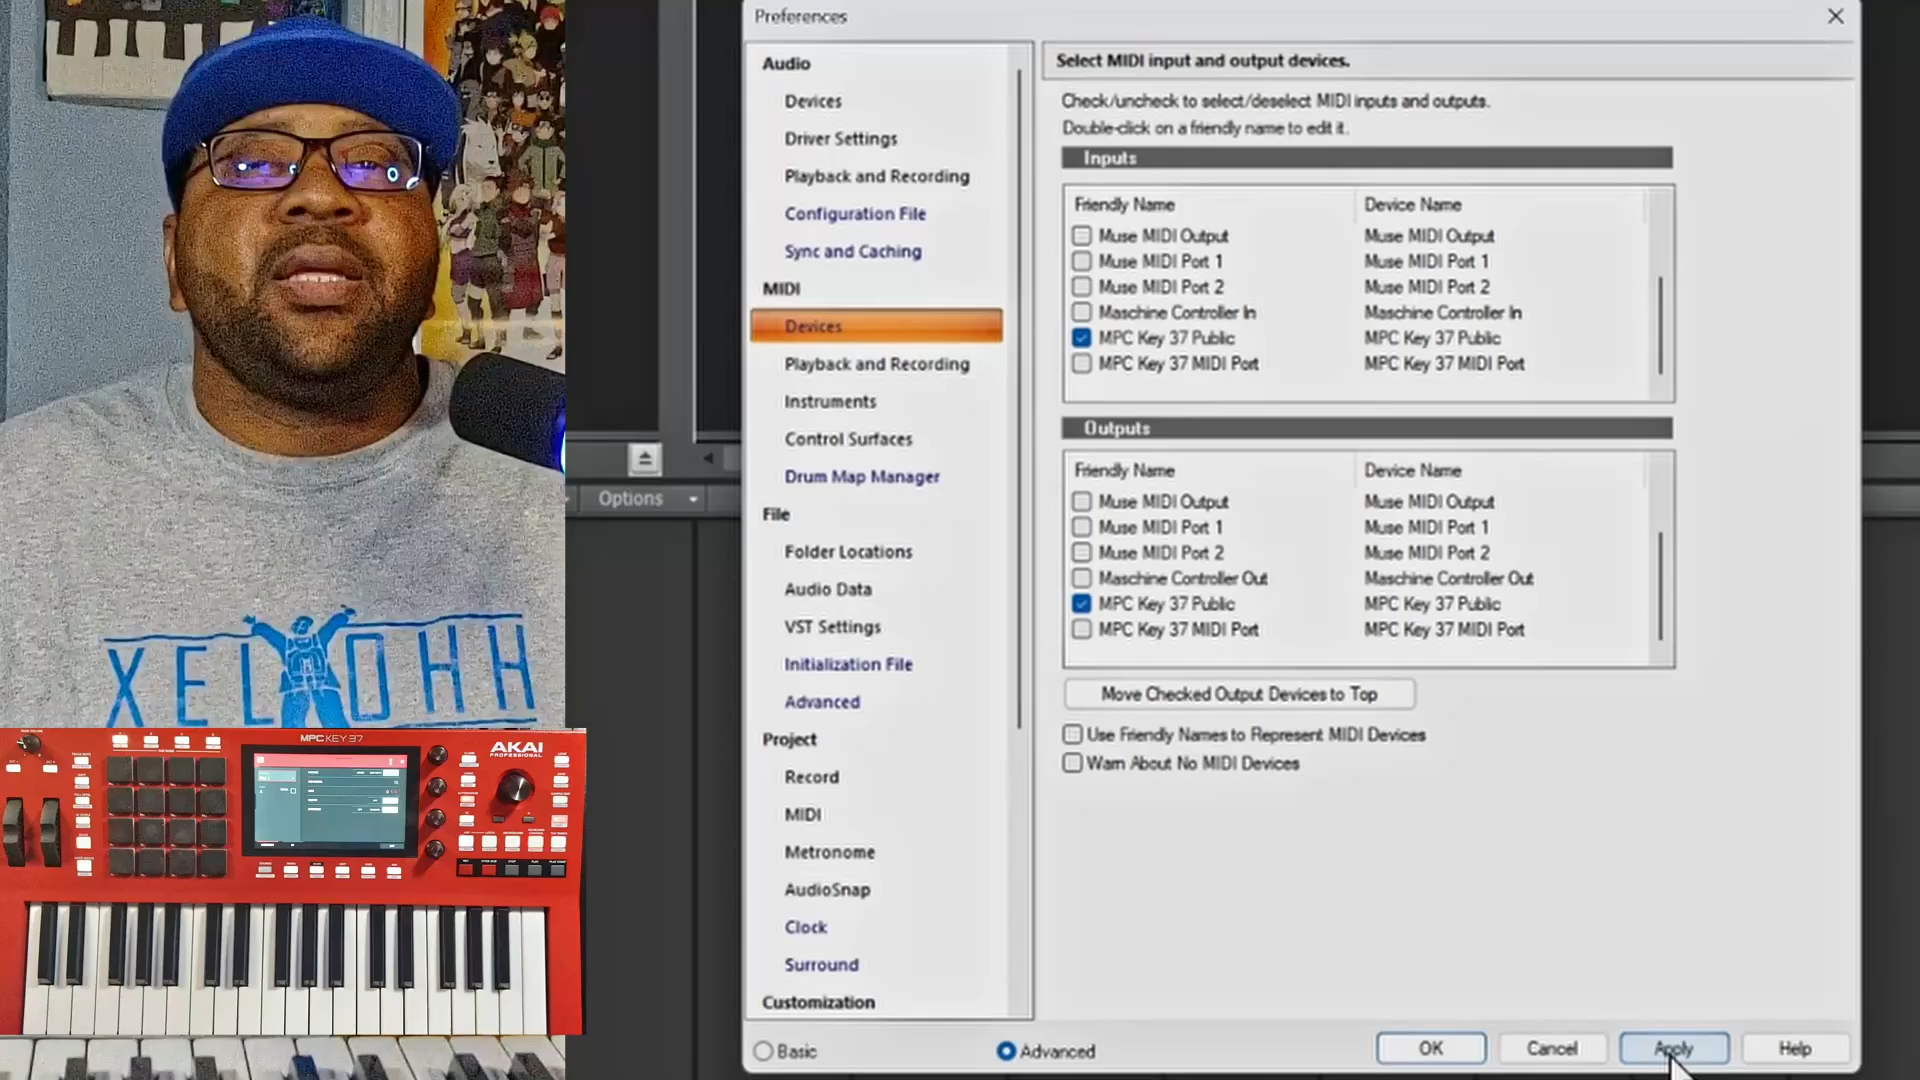 Preferences
Audio
Devices
Driver Settings
Playback and Recording
Configuration File
Sync and Caching
MIDI
Devices
Playback and Recording
Instruments
Control Surfaces
Drum Map Manager
File
Folder Locations
Audio Data
VST Settings
Initialization File
Advanced
Project
Record
MIDI
Metronome
AudioSnap
Clock
Surround
Customization
Basic
Advanced
Select MIDI input and output devices.
Check/uncheck to select/deselect MIDI inputs and outputs.
Double-click on a friendly name to edit it.
Inputs
Friendly Name Device Name
Muse MIDI Output Muse MIDI Output
Muse MIDI Port 1 Muse MIDI Port 1
Muse MIDI Port 2 Muse MIDI Port 2
Maschine Controller In Maschine Controller In
MPC Key 37 Public MPC Key 37 Public
MPC Key 37 MIDI Port MPC Key 37 MIDI Port
Outputs
Friendly Name Device Name
Muse MIDI Output Muse MIDI Output
Muse MIDI Port 1 Muse MIDI Port 1
Muse MIDI Port 2 Muse MIDI Port 2
Maschine Controller Out Maschine Controller Out
MPC Key 37 Public MPC Key 37 Public
MPC Key 37 MIDI Port MPC Key 37 MIDI Port
Move Checked Output Devices to Top
Use Friendly Names to Represent MIDI Devices
Warn About No MIDI Devices
OK Cancel Apply Help
Options
XEL OHH
MPC KEY 37
AKAI
PROFESSIONAL